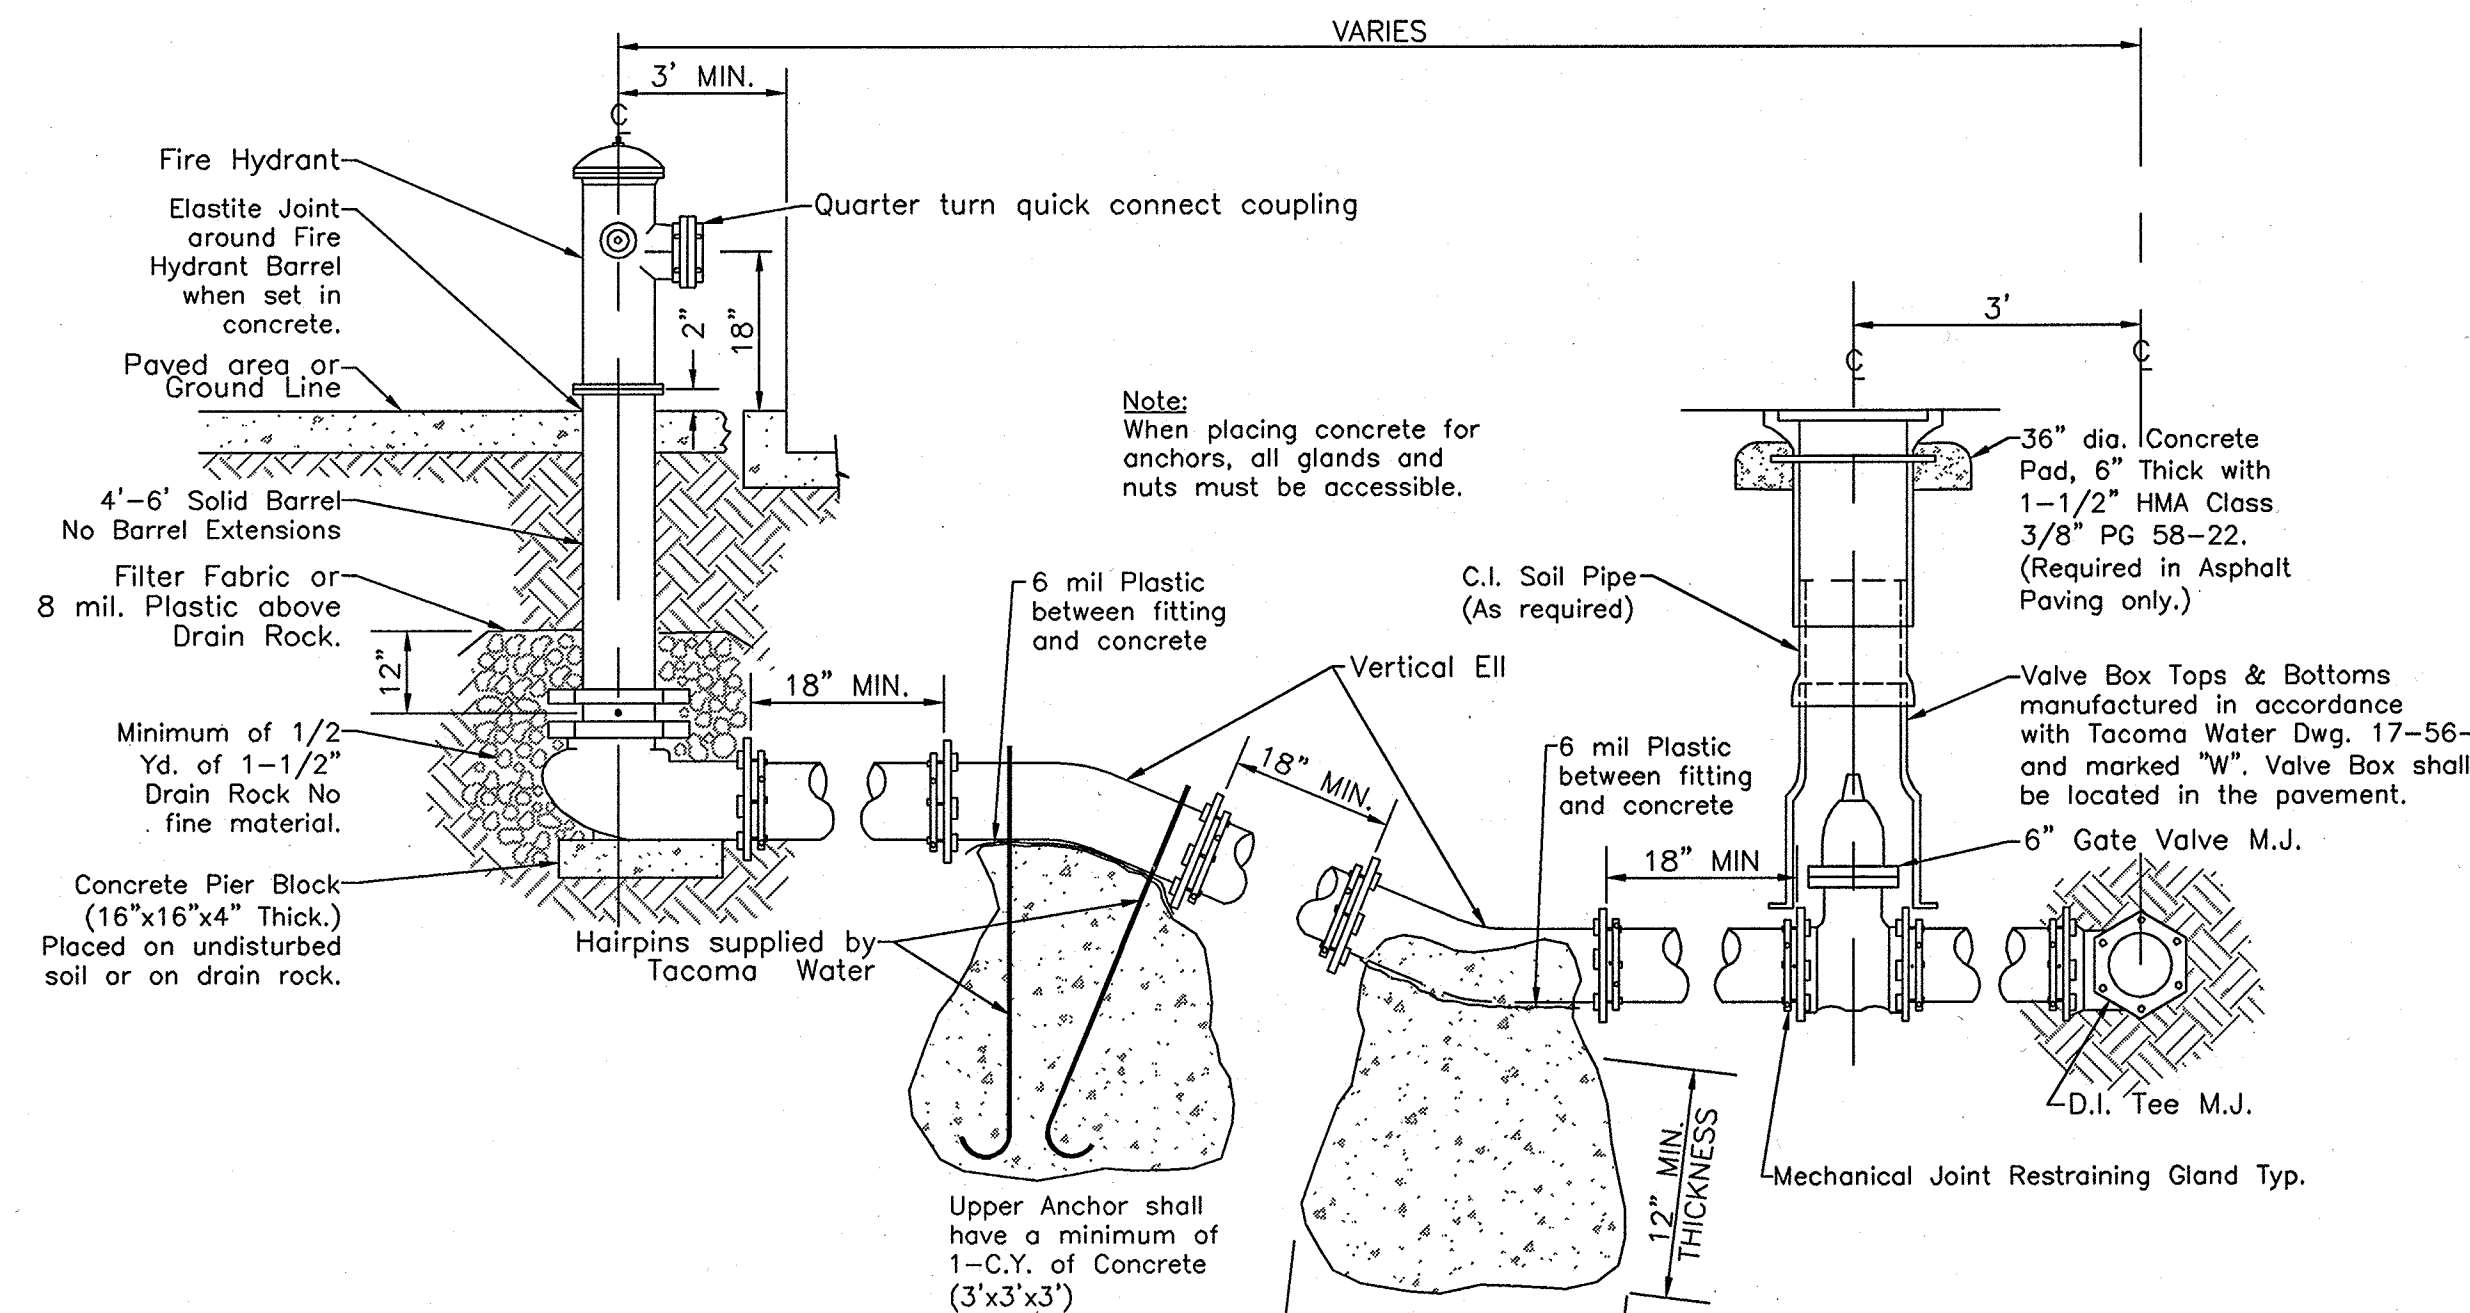 VARIES
3' MIN.
℄
Fire Hydrant
Quarter turn quick connect coupling
Elastite Joint
around Fire
Hydrant Barrel
when set in
concrete.
2"
18"
3'
℄
℄
Paved area or
Ground Line
Note:
When placing concrete for
anchors, all glands and
nuts must be accessible.
36" dia. Concrete
Pad, 6" Thick with
1-1/2" HMA Class
3/8" PG 58-22.
(Required in Asphalt
Paving only.)
4'-6' Solid Barrel
No Barrel Extensions
Filter Fabric or
8 mil. Plastic above
Drain Rock.
12"
6 mil Plastic
between fitting
and concrete
C.I. Soil Pipe
(As required)
18" MIN.
Vertical Ell
Valve Box Tops & Bottoms
manufactured in accordance
with Tacoma Water Dwg. 17-56-
and marked "W". Valve Box shall
be located in the pavement.
Minimum of 1/2
Yd. of 1-1/2"
Drain Rock No
fine material.
18" MIN.
6 mil Plastic
between fitting
and concrete
6" Gate Valve M.J.
18" MIN
Concrete Pier Block
(16"x16"x4" Thick.)
Placed on undisturbed
soil or on drain rock.
Hairpins supplied by
Tacoma Water
D.I. Tee M.J.
12" MIN.
THICKNESS
Mechanical Joint Restraining Gland Typ.
Upper Anchor shall
have a minimum of
1-C.Y. of Concrete
(3'x3'x3')